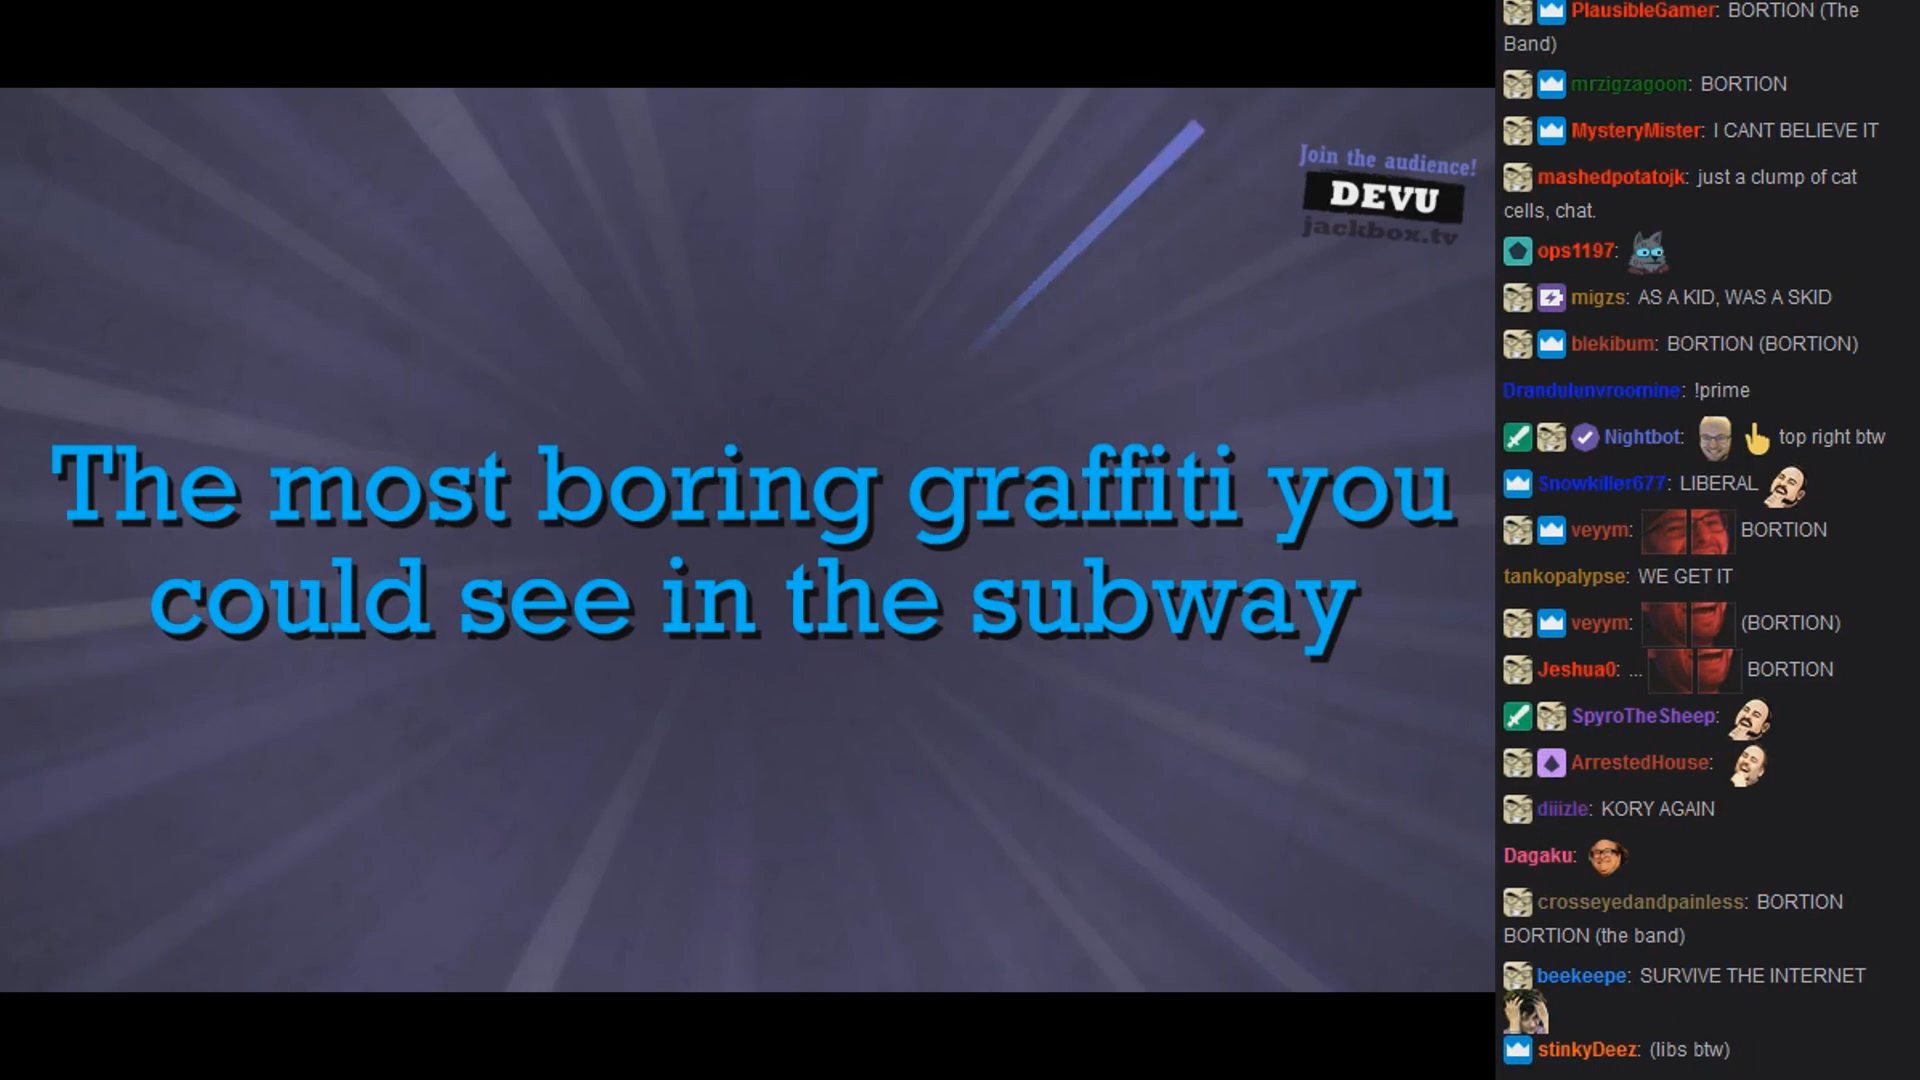 Join the audience!
DEVU
jackbox.tv
The most boring graffiti you
could see in the subway
PlausibleGamer: BORTION (The
Band)
mrzigzagoon: BORTION
MysteryMister: I CANT BELIEVE IT
mashedpotatojk: just a clump of cat
cells, chat.
ops1197:
migzs: AS A KID, WAS A SKID
blekibum: BORTION (BORTION)
Drandulunvroomine: !prime
Nightbot: top right btw
Snowkiller677: LIBERAL
veyym: BORTION
tankopalypse: WE GET IT
veyym: (BORTION)
Jeshua0: ... BORTION
SpyroTheSheep:
ArrestedHouse:
diiizle: KORY AGAIN
Dagaku:
crosseyedandpainless: BORTION
BORTION (the band)
beekeepe: SURVIVE THE INTERNET
stinkyDeez: (libs btw)